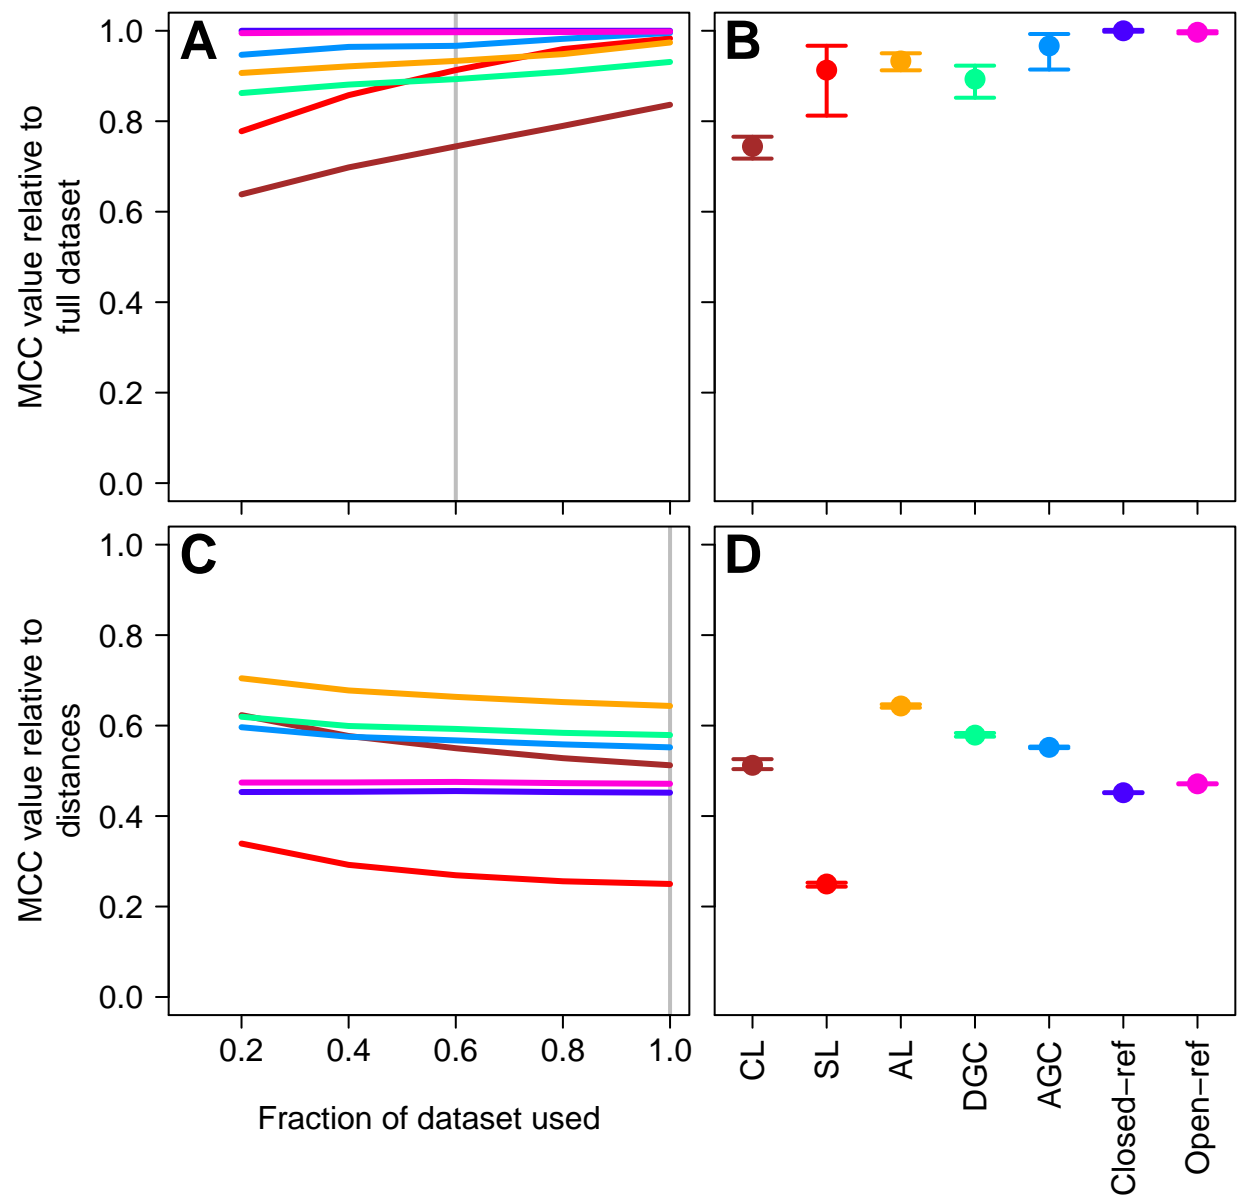 A
B
MCC value relative to
full dataset
1.0
0.8
0.6
0.4
0.2
0.0
C
D
MCC value relative to
distances
1.0
0.8
0.6
0.4
0.2
0.0
0.2 0.4 0.6 0.8 1.0
Fraction of dataset used
CL
SL
AL
DGC
AGC
Closed−ref
Open−ref